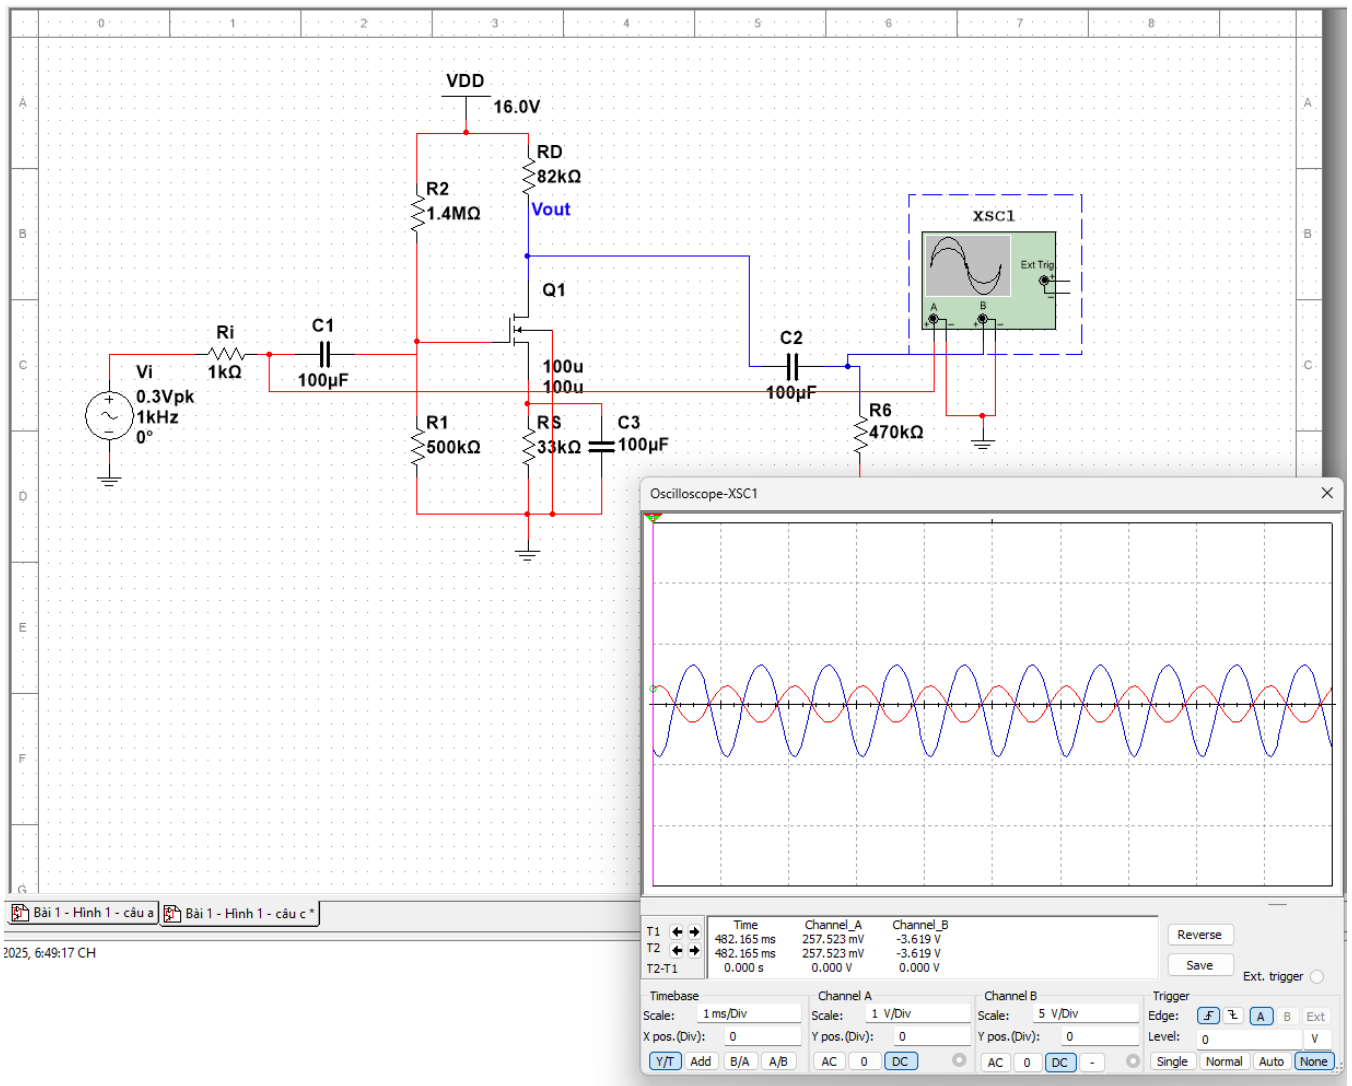 0 1 2 3 4 5 6 7 8
A
B
C
D
E
F
G
A
B
C
VDD
16.0V
RD
82kΩ
R2
1.4MΩ
Vout
XSC1
Ext Trig
+
−
A
B
+ − + −
Q1
C1
Ri
1kΩ
100µF
Vi
0.3Vpk
1kHz
0°
100u
100u
C2
100µF
R1
500kΩ
RS
33kΩ
C3
100µF
R6
470kΩ
Oscilloscope-XSC1
Bài 1 - Hình 1 - câu a
Bài 1 - Hình 1 - câu c *
2025, 6:49:17 CH
Time Channel_A Channel_B
T1 482.165 ms 257.523 mV -3.619 V
T2 482.165 ms 257.523 mV -3.619 V
T2-T1 0.000 s 0.000 V 0.000 V
Reverse
Save
Ext. trigger
Timebase
Scale: 1 ms/Div
X pos.(Div): 0
Y/T Add B/A A/B
Channel A
Scale: 1 V/Div
Y pos.(Div): 0
AC 0 DC
Channel B
Scale: 5 V/Div
Y pos.(Div): 0
AC 0 DC -
Trigger
Edge: A B Ext
Level: 0 V
Single Normal Auto None